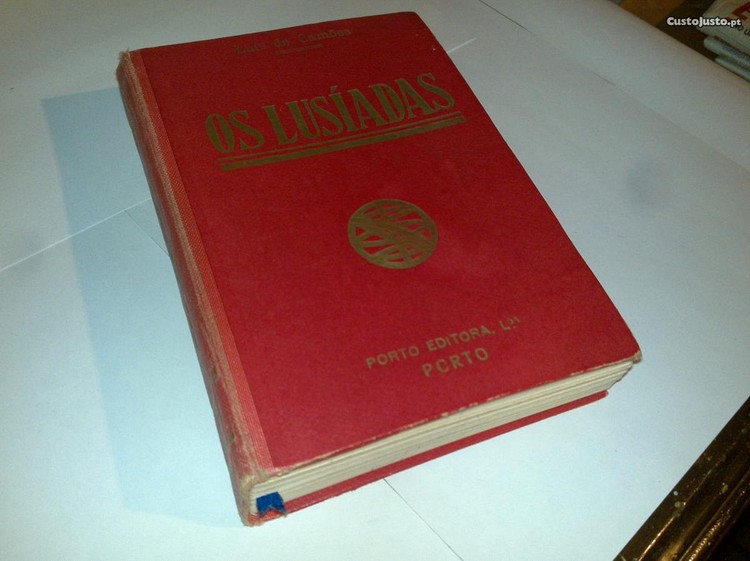 CustoJusto.pt
Luís de Camões
OS LUSÍADAS
PORTO EDITORA, L.DA
PORTO